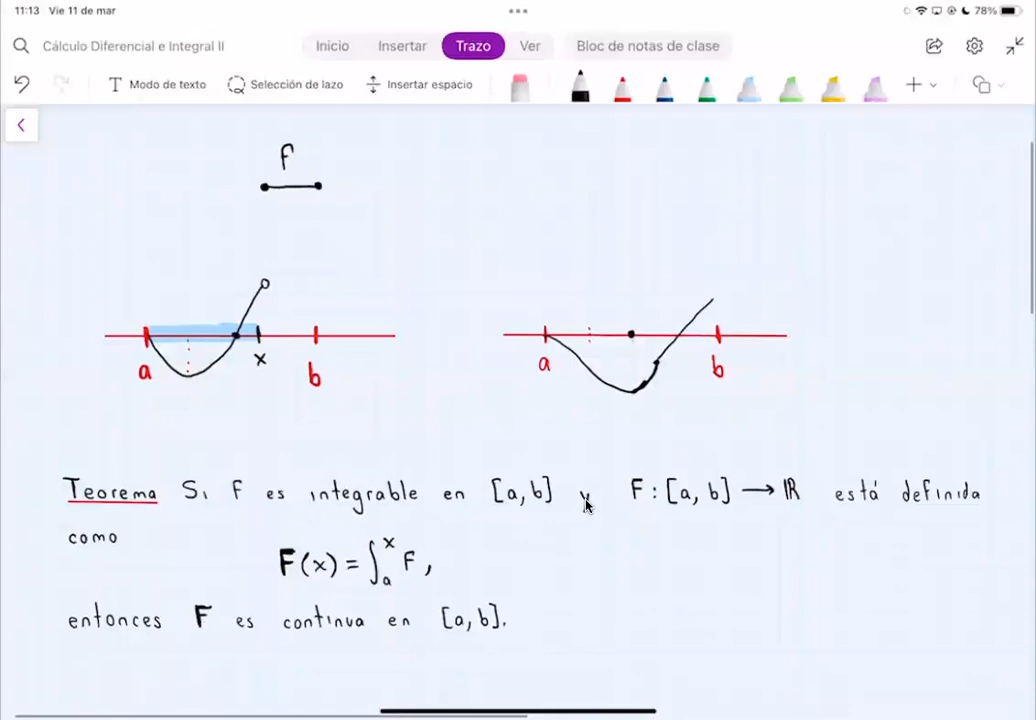 11:13 Vie 11 de mar
78%
Cálculo Diferencial e Integral II
Inicio Insertar Trazo Ver Bloc de notas de clase
Modo de texto Selección de lazo Insertar espacio
f
a x b
a b
Teorema Si f es integrable en [a, b] y F : [a, b] → ℝ está definida
como
F(x) = ∫ₐˣ f,
entonces F es continua en [a, b].